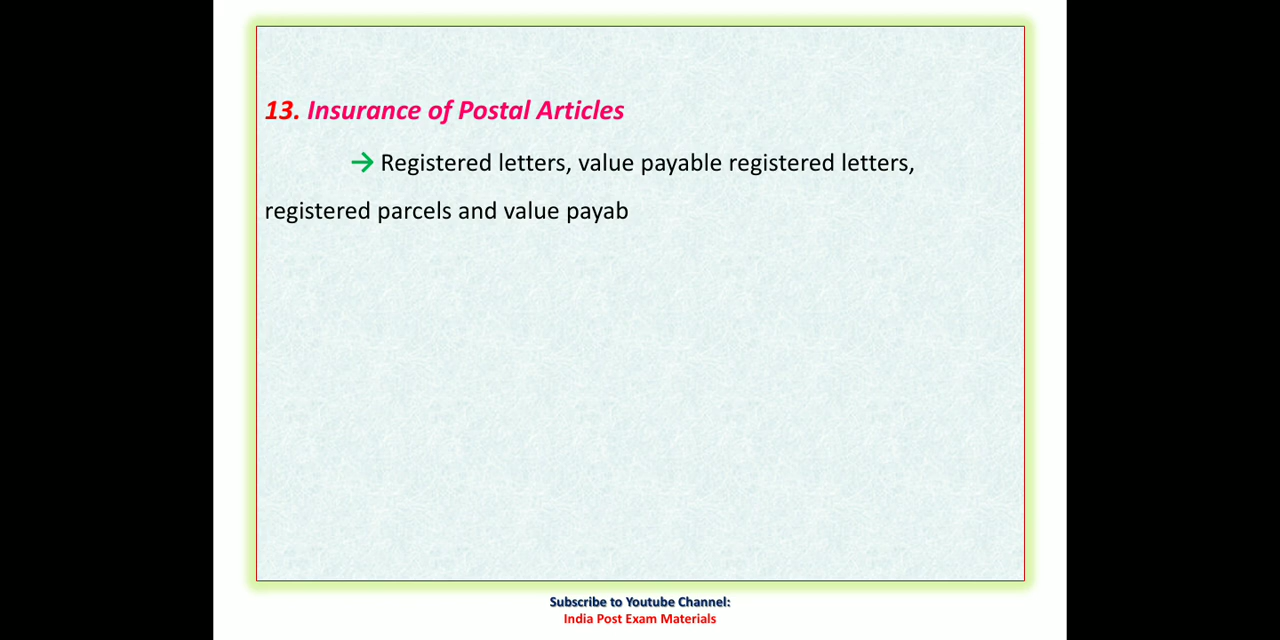 13. Insurance of Postal Articles
→ Registered letters, value payable registered letters,
registered parcels and value payab
Subscribe to Youtube Channel:
India Post Exam Materials